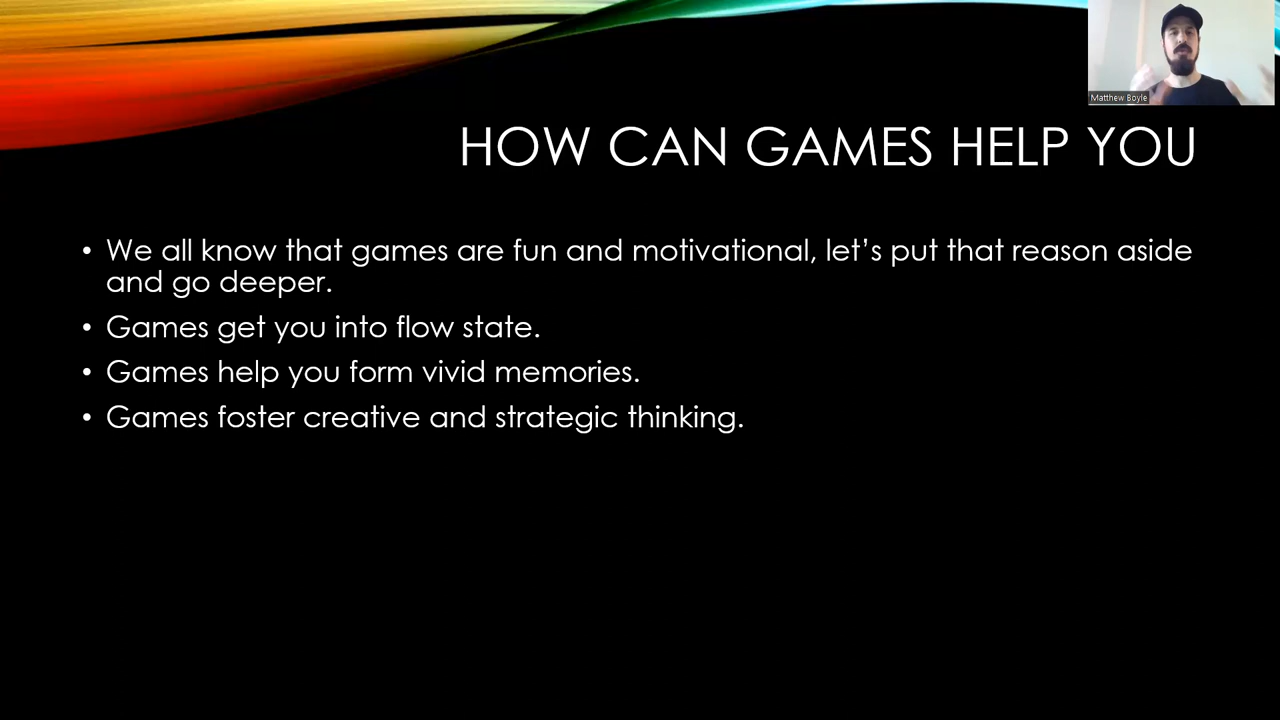 Matthew Boyle
HOW CAN GAMES HELP YOU
• We all know that games are fun and motivational, let’s put that reason aside
and go deeper.
• Games get you into flow state.
• Games help you form vivid memories.
• Games foster creative and strategic thinking.